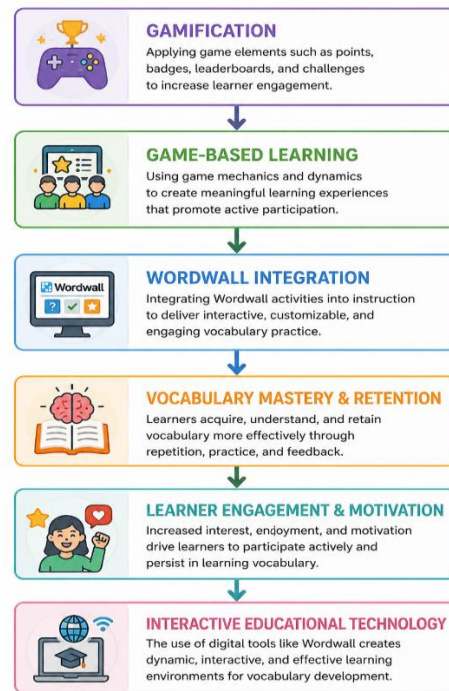 GAMIFICATION
Applying game elements such as points,
badges, leaderboards, and challenges
to increase learner engagement.
GAME-BASED LEARNING
Using game mechanics and dynamics
to create meaningful learning experiences
that promote active participation.
Wordwall
?
WORDWALL INTEGRATION
Integrating Wordwall activities into instruction
to deliver interactive, customizable, and
engaging vocabulary practice.
VOCABULARY MASTERY & RETENTION
Learners acquire, understand, and retain
vocabulary more effectively through
repetition, practice, and feedback.
LEARNER ENGAGEMENT & MOTIVATION
Increased interest, enjoyment, and motivation
drive learners to participate actively and
persist in learning vocabulary.
INTERACTIVE EDUCATIONAL TECHNOLOGY
The use of digital tools like Wordwall creates
dynamic, interactive, and effective learning
environments for vocabulary development.